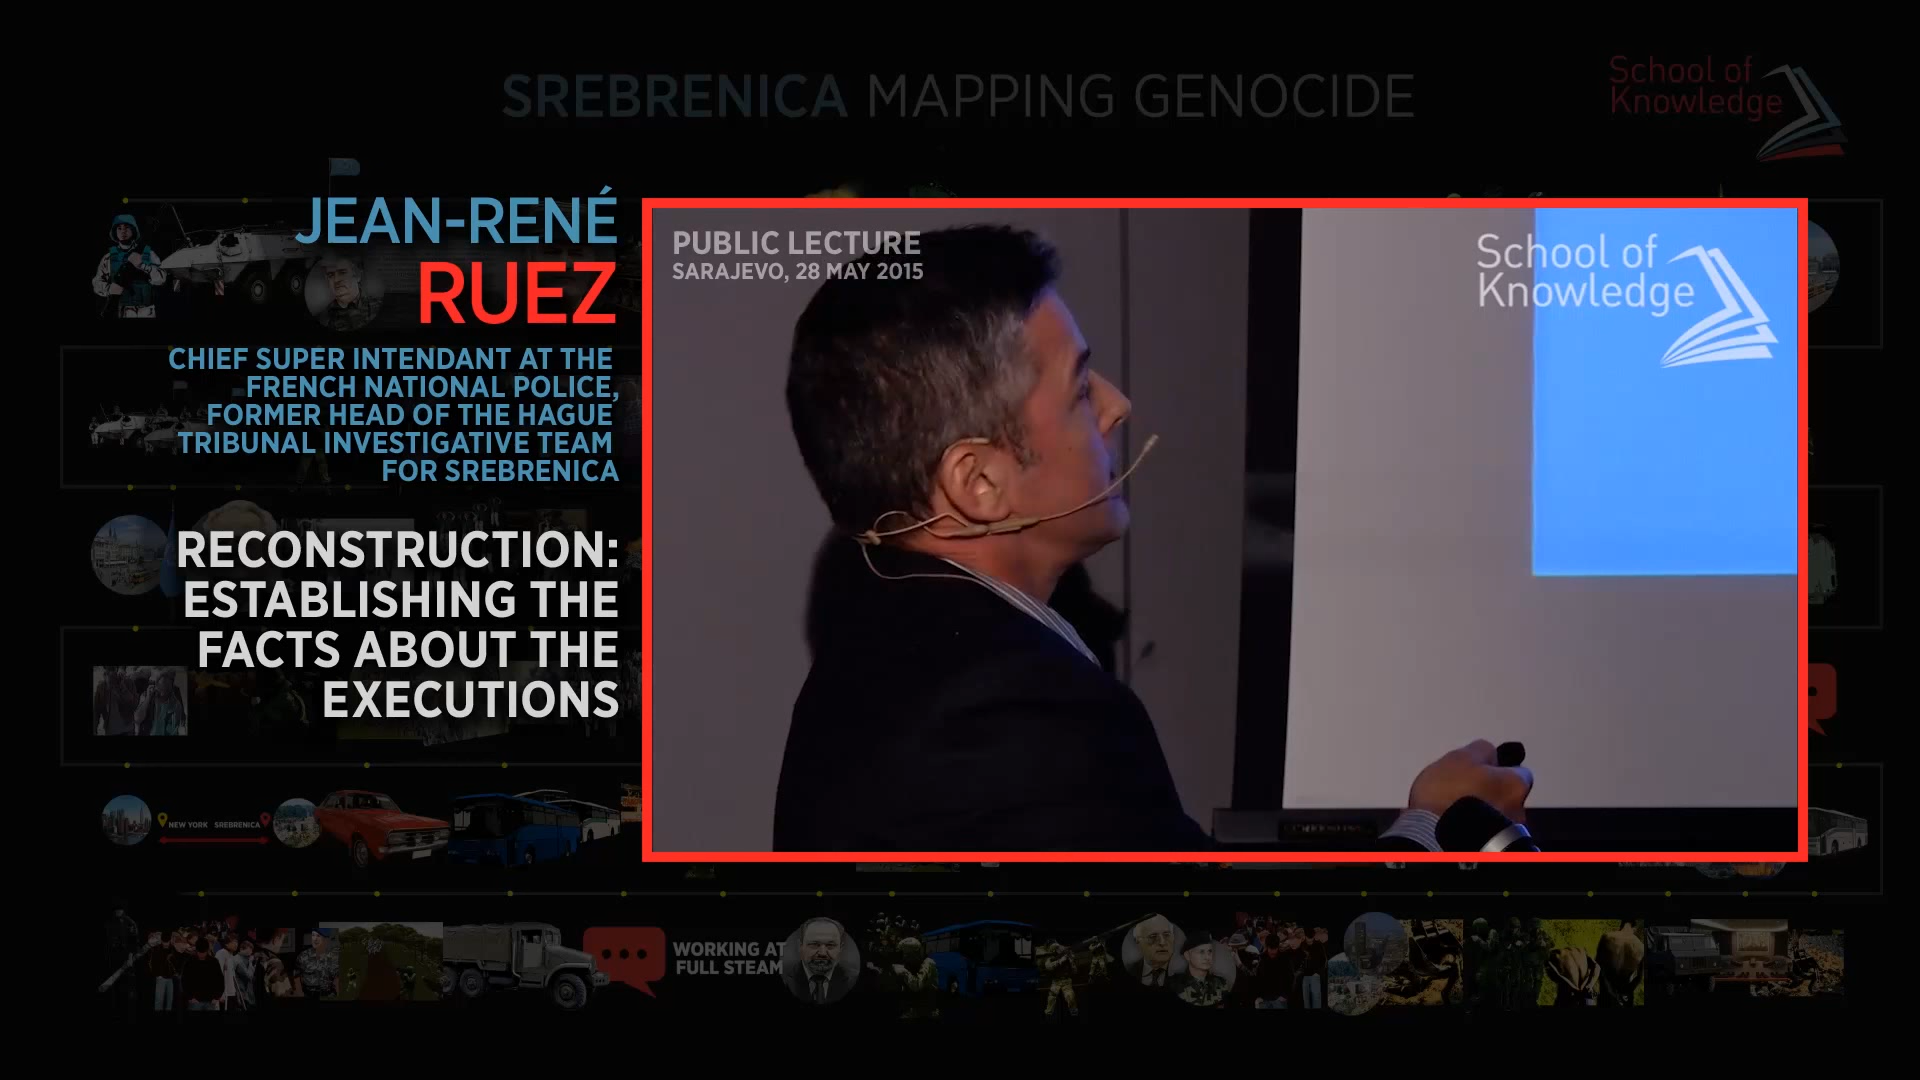 SREBRENICA MAPPING GENOCIDE
School of
Knowledge
JEAN-RENÉ
RUEZ
CHIEF SUPER INTENDANT AT THE
FRENCH NATIONAL POLICE,
FORMER HEAD OF THE HAGUE
TRIBUNAL INVESTIGATIVE TEAM
FOR SREBRENICA
RECONSTRUCTION:
ESTABLISHING THE
FACTS ABOUT THE
EXECUTIONS
PUBLIC LECTURE
SARAJEVO, 28 MAY 2015
School of
Knowledge
NEW YORK SREBRENICA
WORKING AT
FULL STEAM